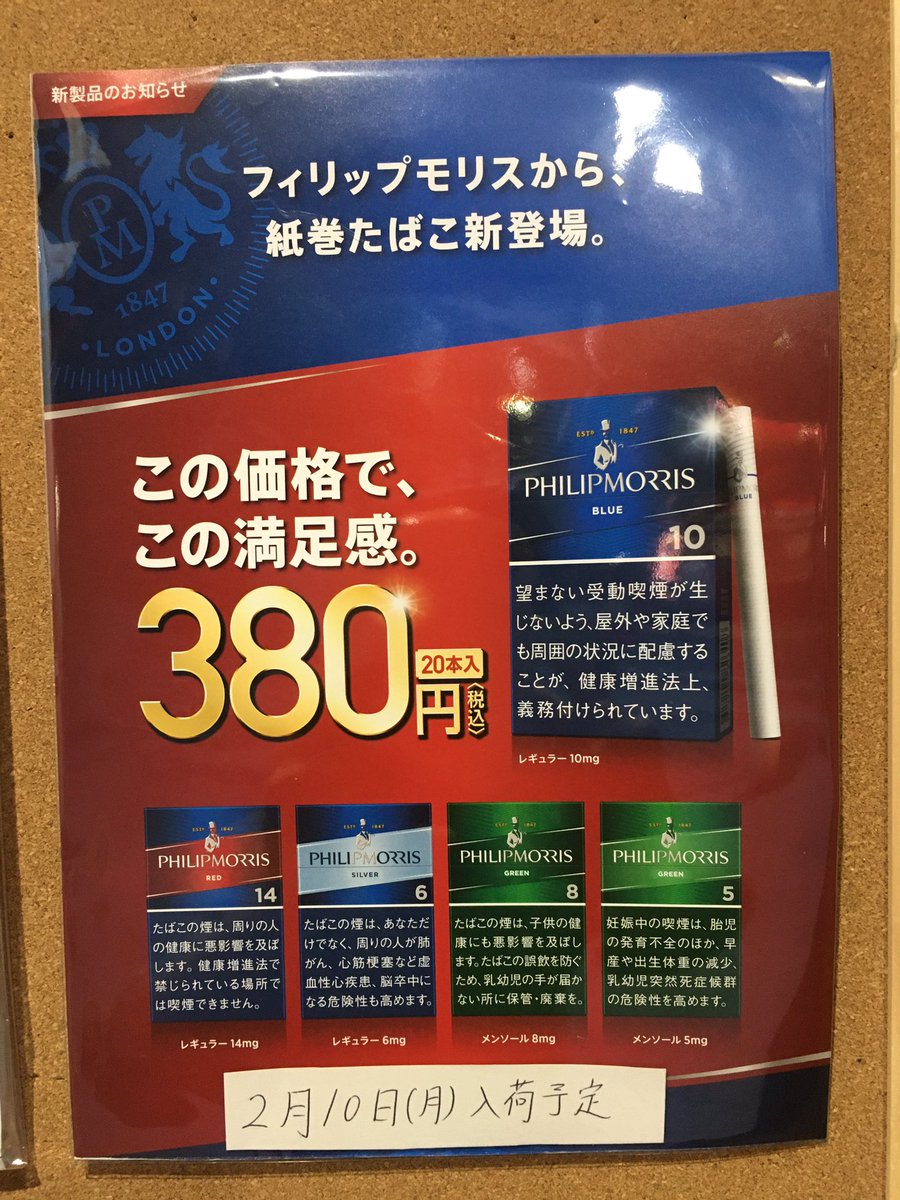 新製品のお知らせ
PM
1847
・LONDON・
フィリップモリスから、
紙巻たばこ新登場。
この価格で、
この満足感。
380円
20本入
〈税込〉
ESTD 1847
PHILIPMORRIS
BLUE
10
望まない受動喫煙が生
じないよう、屋外や家庭で
も周囲の状況に配慮する
ことが、健康増進法上、
義務付けられています。
BLUE
レギュラー 10mg
ESTD 1847
PHILIPMORRIS
RED
14
たばこの煙は、周りの人
の健康に悪影響を及ぼ
します。健康増進法で
禁じられている場所で
は喫煙できません。
レギュラー 14mg
ESTD 1847
PHILIPMORRIS
SILVER
6
たばこの煙は、あなただ
けでなく、周りの人が肺
がん、心筋梗塞など虚
血性心疾患、脳卒中に
なる危険性も高めます。
レギュラー 6mg
ESTD 1847
PHILIPMORRIS
GREEN
8
たばこの煙は、子供の健
康にも悪影響を及ぼしま
す。たばこの誤飲を防ぐ
ため、乳幼児の手が届か
ない所に保管・廃棄を。
メンソール 8mg
ESTD 1847
PHILIPMORRIS
GREEN
5
妊娠中の喫煙は、胎児
の発育不全のほか、早
産や出生体重の減少、
乳幼児突然死症候群
の危険性を高めます。
メンソール 5mg
2月10日(月)入荷予定